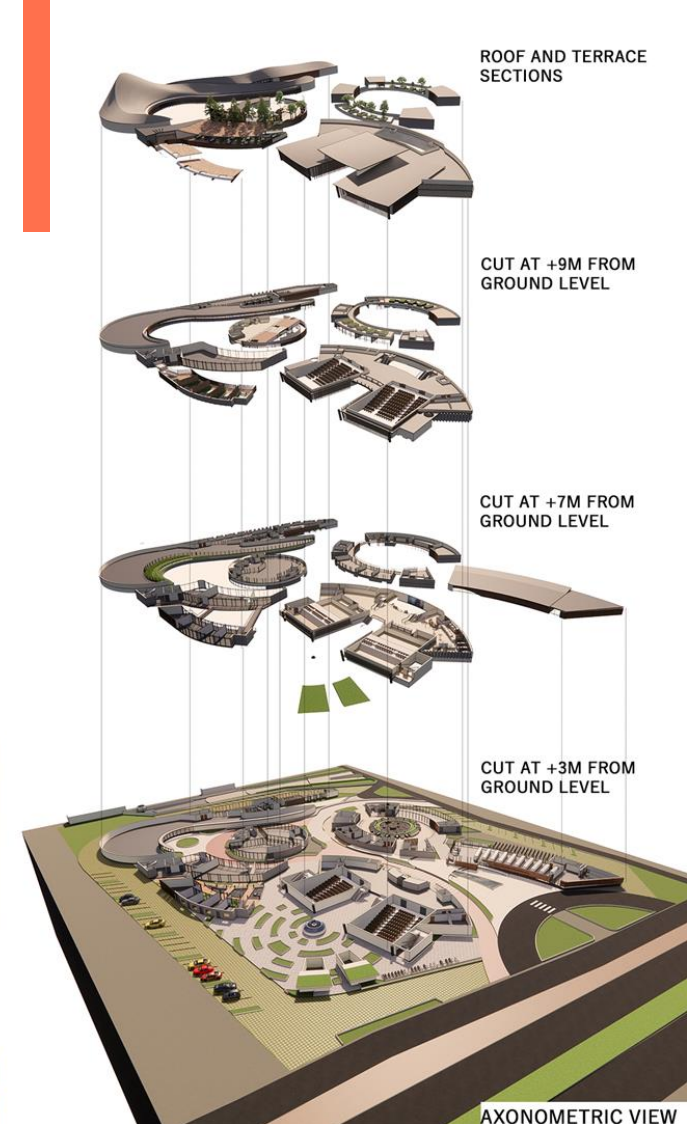 ROOF AND TERRACE
SECTIONS
CUT AT +9M FROM
GROUND LEVEL
CUT AT +7M FROM
GROUND LEVEL
CUT AT +3M FROM
GROUND LEVEL
AXONOMETRIC VIEW